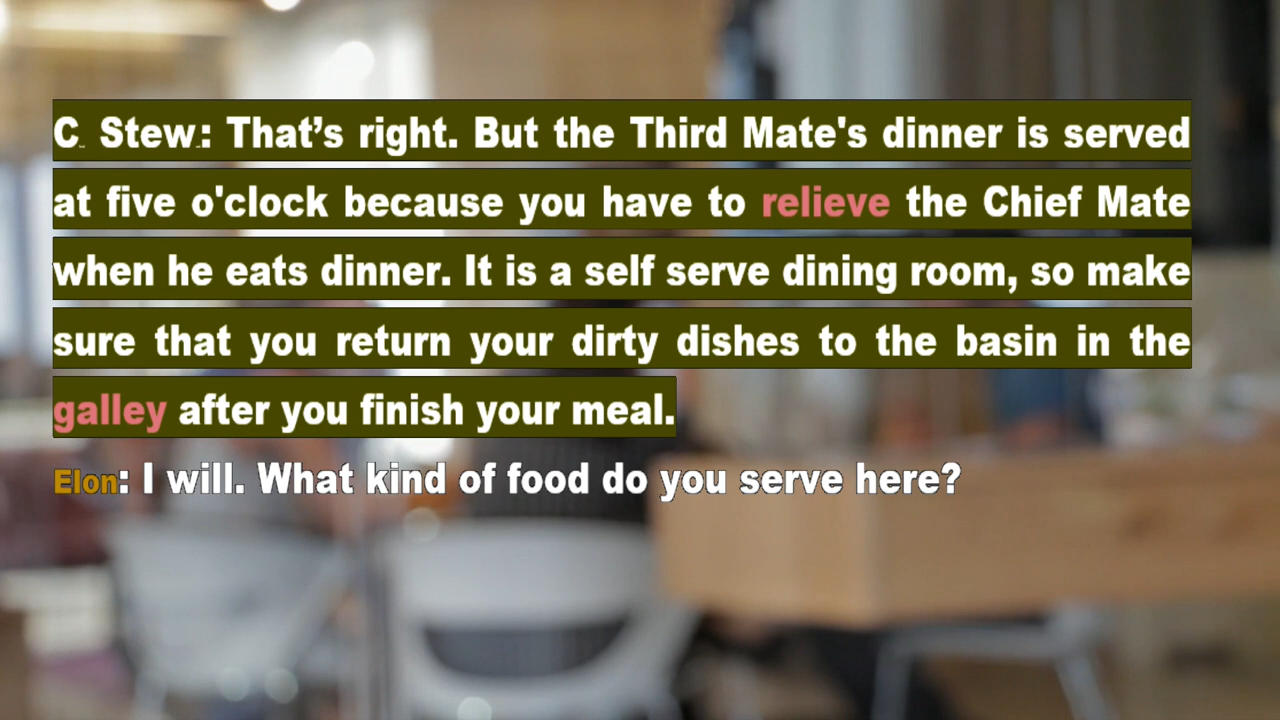 C. Stew.: That’s right. But the Third Mate's dinner is served
at five o'clock because you have to relieve the Chief Mate
when he eats dinner. It is a self serve dining room, so make
sure that you return your dirty dishes to the basin in the
galley after you finish your meal.
Elon: I will. What kind of food do you serve here?